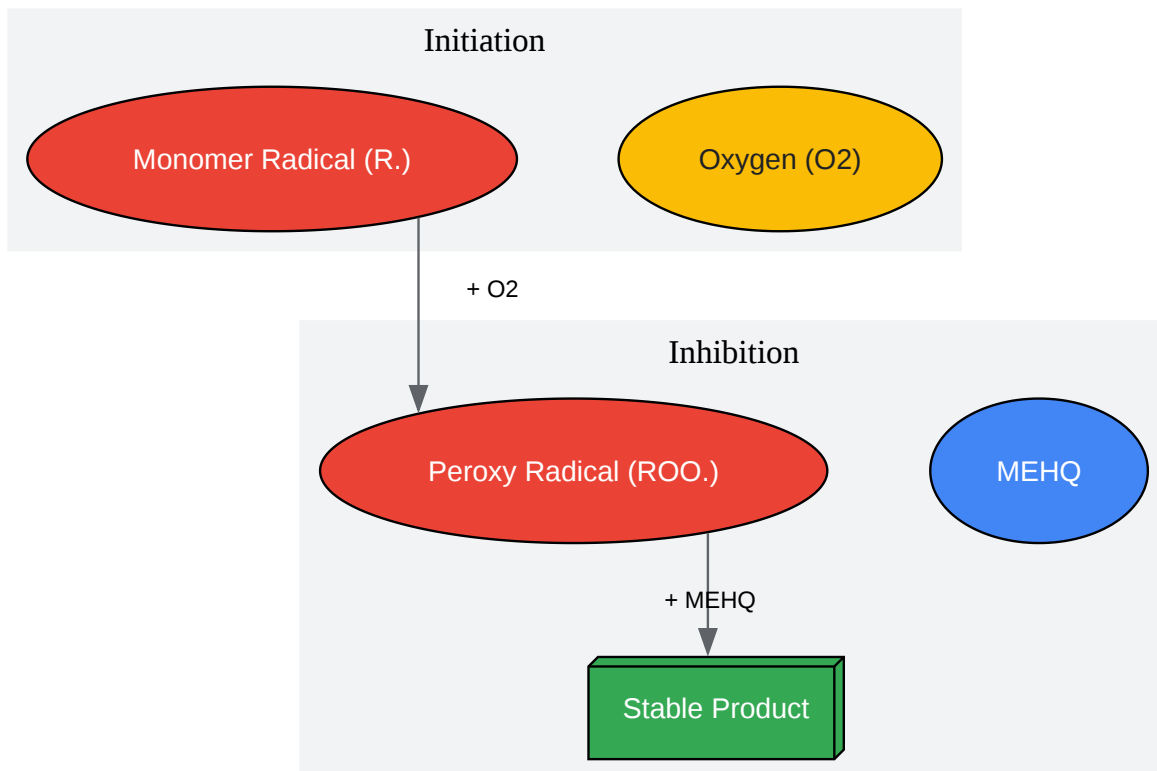 Initiation
Monomer Radical (R.)
Oxygen (O2)
+ O2
Inhibition
Peroxy Radical (ROO.)
MEHQ
+ MEHQ
Stable Product